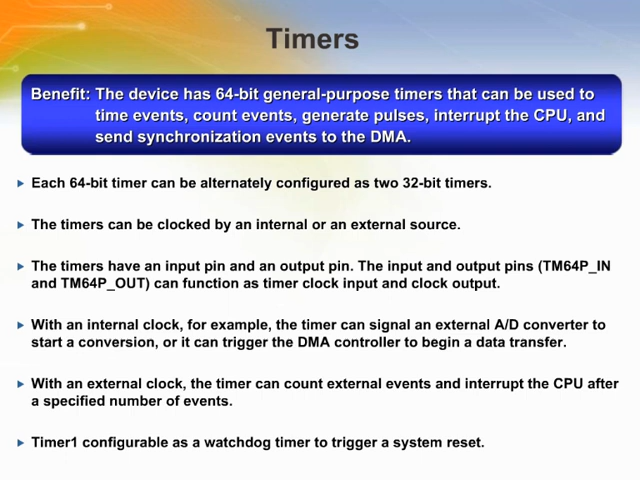 Timers
Benefit: The device has 64-bit general-purpose timers that can be used to
time events, count events, generate pulses, interrupt the CPU, and
send synchronization events to the DMA.
Each 64-bit timer can be alternately configured as two 32-bit timers.
The timers can be clocked by an internal or an external source.
The timers have an input pin and an output pin. The input and output pins (TM64P_IN
and TM64P_OUT) can function as timer clock input and clock output.
With an internal clock, for example, the timer can signal an external A/D converter to
start a conversion, or it can trigger the DMA controller to begin a data transfer.
With an external clock, the timer can count external events and interrupt the CPU after
a specified number of events.
Timer1 configurable as a watchdog timer to trigger a system reset.